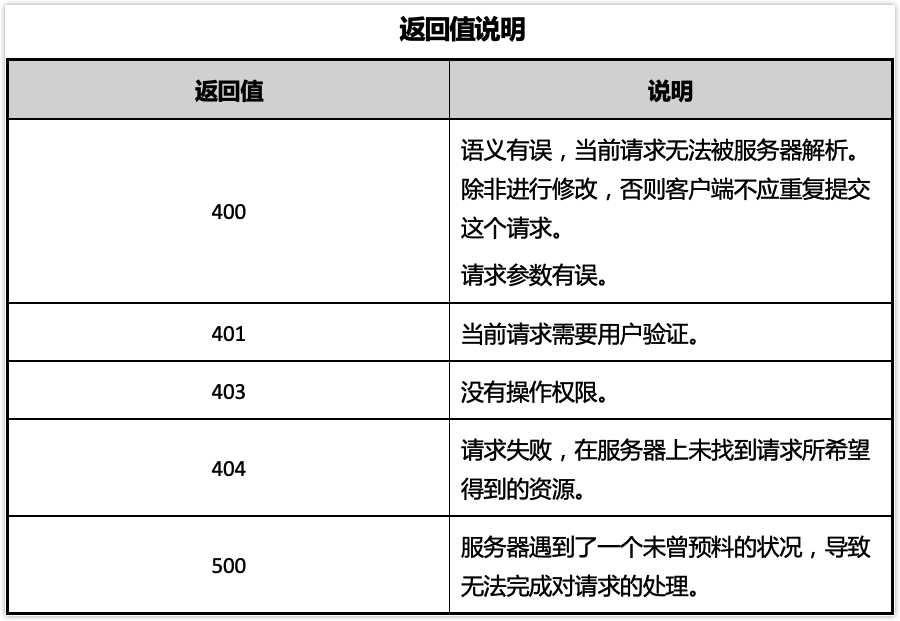 返回值说明
返回值
说明
400
语义有误，当前请求无法被服务器解析。
除非进行修改，否则客户端不应重复提交
这个请求。
请求参数有误。
401
当前请求需要用户验证。
403
没有操作权限。
404
请求失败，在服务器上未找到请求所希望
得到的资源。
500
服务器遇到了一个未曾预料的状况，导致
无法完成对请求的处理。